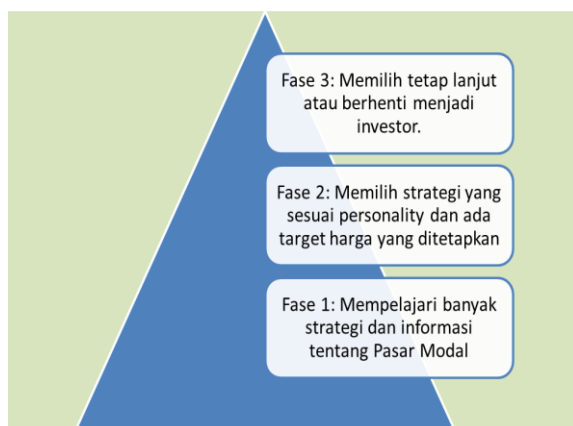 Fase 3: Memilih tetap lanjut
atau berhenti menjadi
investor.
Fase 2: Memilih strategi yang
sesuai personality dan ada
target harga yang ditetapkan
Fase 1: Mempelajari banyak
strategi dan informasi
tentang Pasar Modal